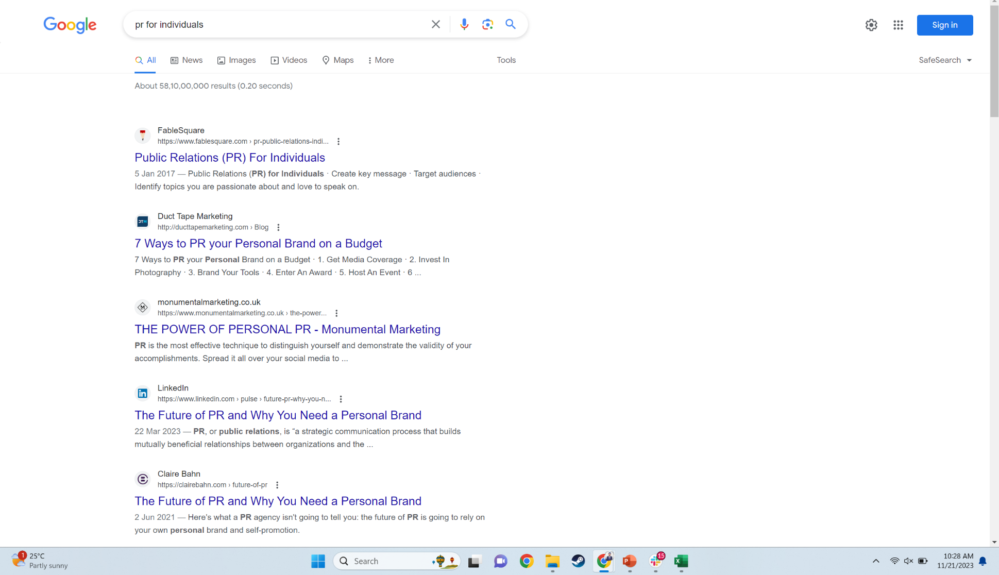 Google
pr for individuals
Sign in
All
News
Images
Videos
Maps
More
Tools
SafeSearch
About 58,10,00,000 results (0.20 seconds)
FableSquare
https://www.fablesquare.com › pr-public-relations-indi...
Public Relations (PR) For Individuals
5 Jan 2017 — Public Relations (PR) for Individuals · Create key message · Target audiences ·
Identify topics you are passionate about and love to speak on.
DTM
Duct Tape Marketing
http://ducttapemarketing.com › Blog
7 Ways to PR your Personal Brand on a Budget
7 Ways to PR your Personal Brand on a Budget · 1. Get Media Coverage · 2. Invest In
Photography · 3. Brand Your Tools · 4. Enter An Award · 5. Host An Event · 6 ...
monumentalmarketing.co.uk
https://www.monumentalmarketing.co.uk › the-power...
THE POWER OF PERSONAL PR - Monumental Marketing
PR is the most effective technique to distinguish yourself and demonstrate the validity of your
accomplishments. Spread it all over your social media to ...
in
LinkedIn
https://www.linkedin.com › pulse › future-pr-why-you-n...
The Future of PR and Why You Need a Personal Brand
22 Mar 2023 — PR, or public relations, is “a strategic communication process that builds
mutually beneficial relationships between organizations and the ...
Claire Bahn
https://clairebahn.com › future-of-pr
The Future of PR and Why You Need a Personal Brand
2 Jun 2021 — Here's what a PR agency isn't going to tell you: the future of PR is going to rely on
your own personal brand and self-promotion.
1
25°C
Partly sunny
Search
15
10:28 AM
11/21/2023